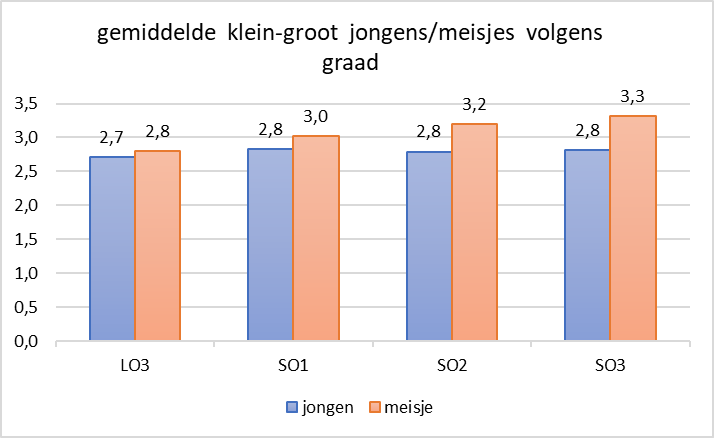 gemiddelde klein-groot jongens/meisjes volgens
graad
3,5
3,0
2,5
2,0
1,5
1,0
0,5
0,0
2,7
2,8
2,8
3,0
2,8
3,2
2,8
3,3
LO3
SO1
SO2
SO3
jongen
meisje